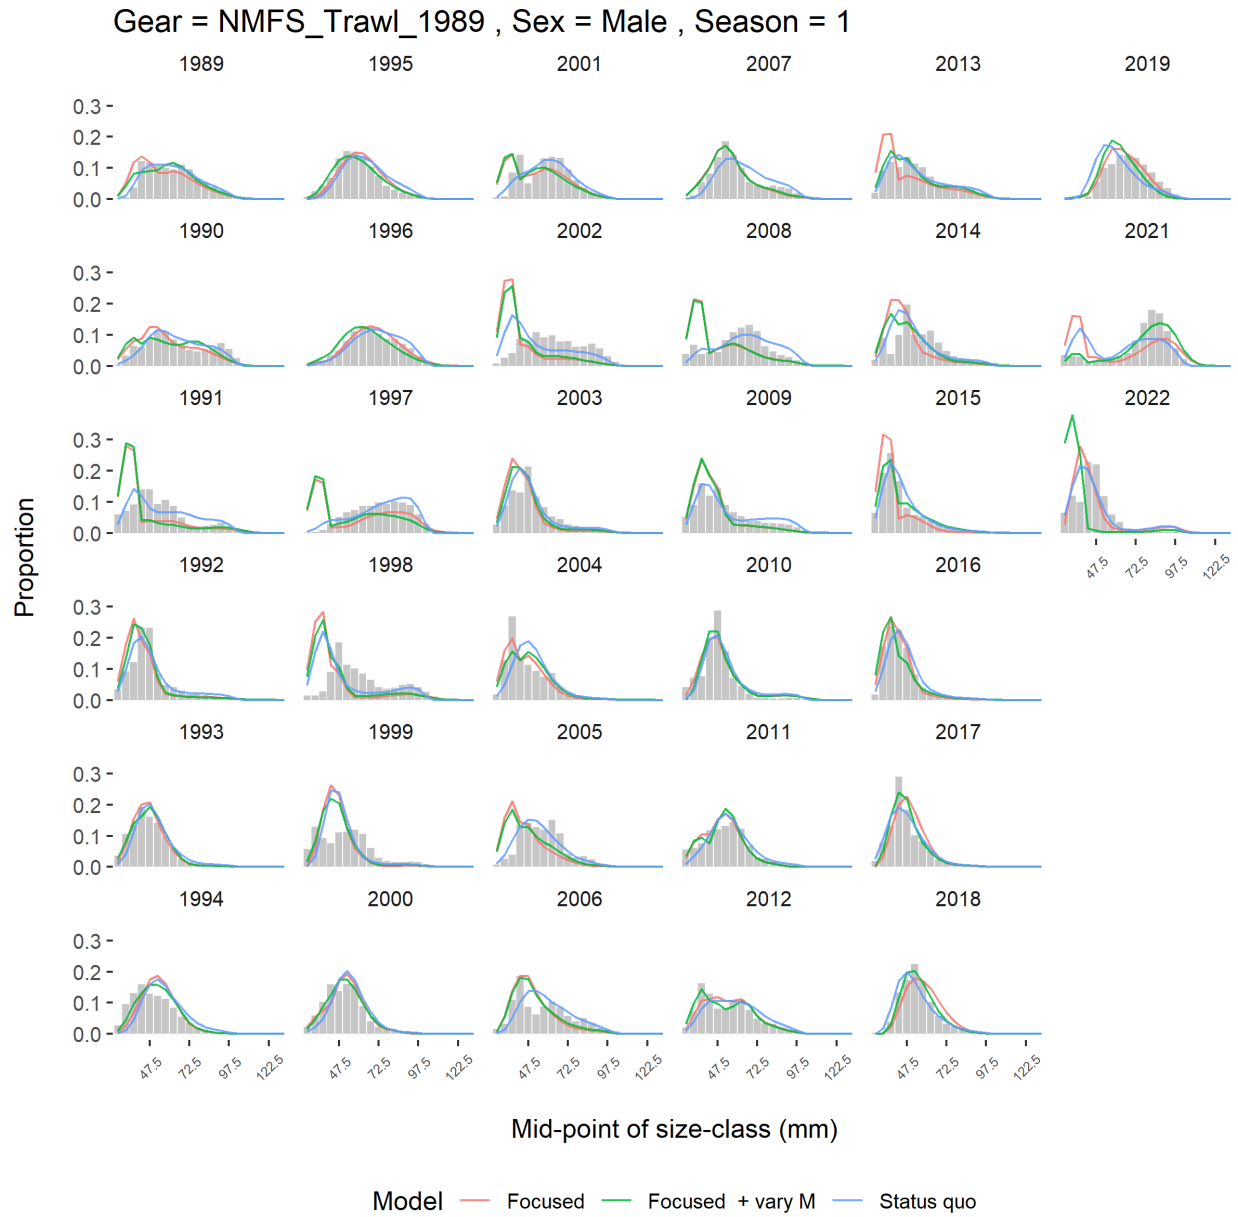 Gear = NMFS_Trawl_1989 , Sex = Male , Season = 1
1989 1995 2001 2007 2013 2019
0.3
0.2
0.1
0.0
1990 1996 2002 2008 2014 2021
0.3
0.2
0.1
0.0
1991 1997 2003 2009 2015 2022
0.3
0.2
0.1
0.0
47.5 72.5 97.5 122.5
1992 1998 2004 2010 2016
0.3
0.2
0.1
0.0
1993 1999 2005 2011 2017
0.3
0.2
0.1
0.0
1994 2000 2006 2012 2018
0.3
0.2
0.1
0.0
47.5 72.5 97.5 122.5 47.5 72.5 97.5 122.5 47.5 72.5 97.5 122.5 47.5 72.5 97.5 122.5 47.5 72.5 97.5 122.5
Proportion
Mid-point of size-class (mm)
Model Focused Focused + vary M Status quo